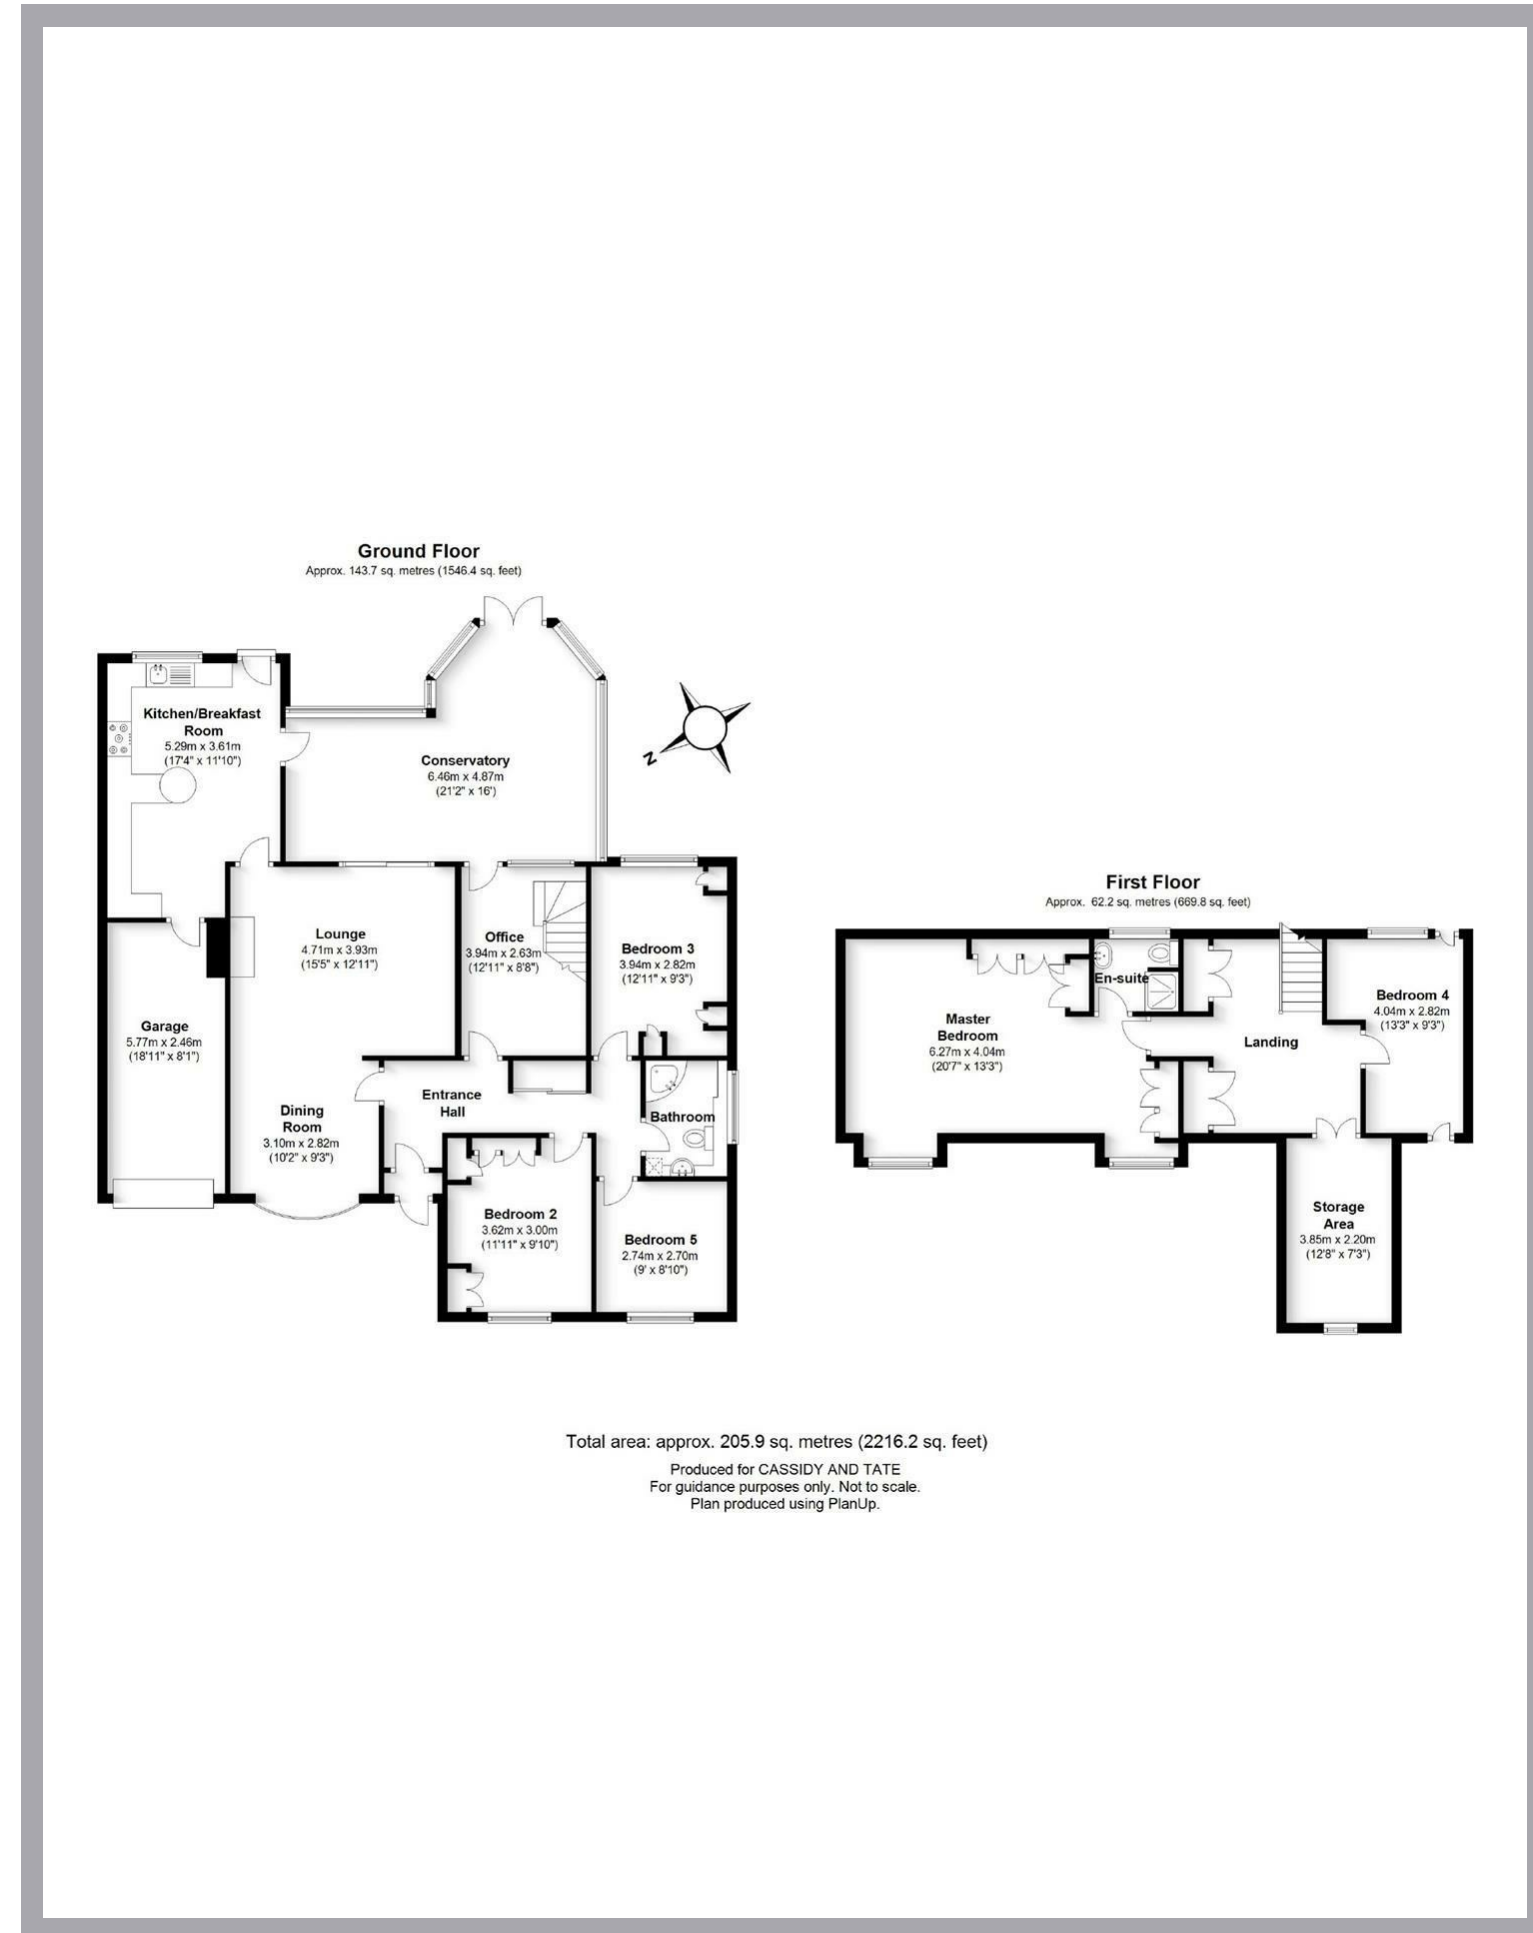 Ground Floor
Approx. 143.7 sq. metres (1546.4 sq. feet)
Kitchen/Breakfast
Room
5.29m x 3.61m
(17'4" x 11'10")
Conservatory
6.46m x 4.87m
(21'2" x 16')
N
Lounge
4.71m x 3.93m
(15'5" x 12'11")
Office
3.94m x 2.63m
(12'11" x 8'8")
Bedroom 3
3.94m x 2.82m
(12'11" x 9'3")
Garage
5.77m x 2.46m
(18'11" x 8'1")
Dining
Room
3.10m x 2.82m
(10'2" x 9'3")
Entrance
Hall
Bathroom
Bedroom 2
3.62m x 3.00m
(11'11" x 9'10")
Bedroom 5
2.74m x 2.70m
(9' x 8'10")
First Floor
Approx. 62.2 sq. metres (669.8 sq. feet)
En-suite
Master
Bedroom
6.27m x 4.04m
(20'7" x 13'3")
Landing
Bedroom 4
4.04m x 2.82m
(13'3" x 9'3")
Storage
Area
3.85m x 2.20m
(12'8" x 7'3")
Total area: approx. 205.9 sq. metres (2216.2 sq. feet)
Produced for CASSIDY AND TATE
For guidance purposes only. Not to scale.
Plan produced using PlanUp.